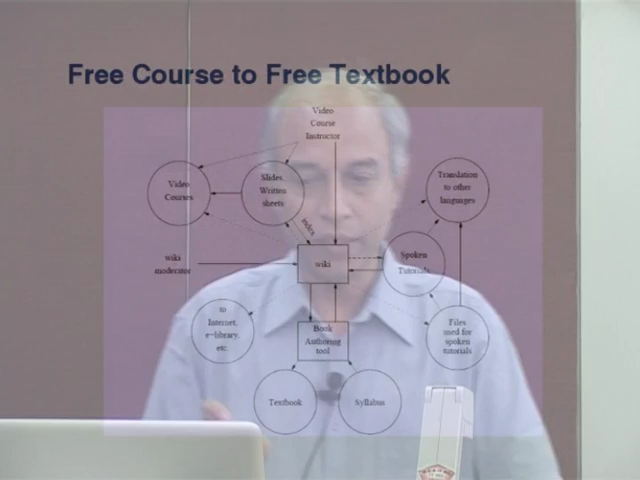 Free Course to Free Textbook
Video
Course
Instructor
Video
Courses
Slides,
Written
sheets
Translation
to other
languages
index
wiki
moderator
wiki
Spoken
Tutorials
to
Internet,
e-library,
etc.
Book
Authoring
tool
Files
used for
spoken
tutorials
Textbook
Syllabus